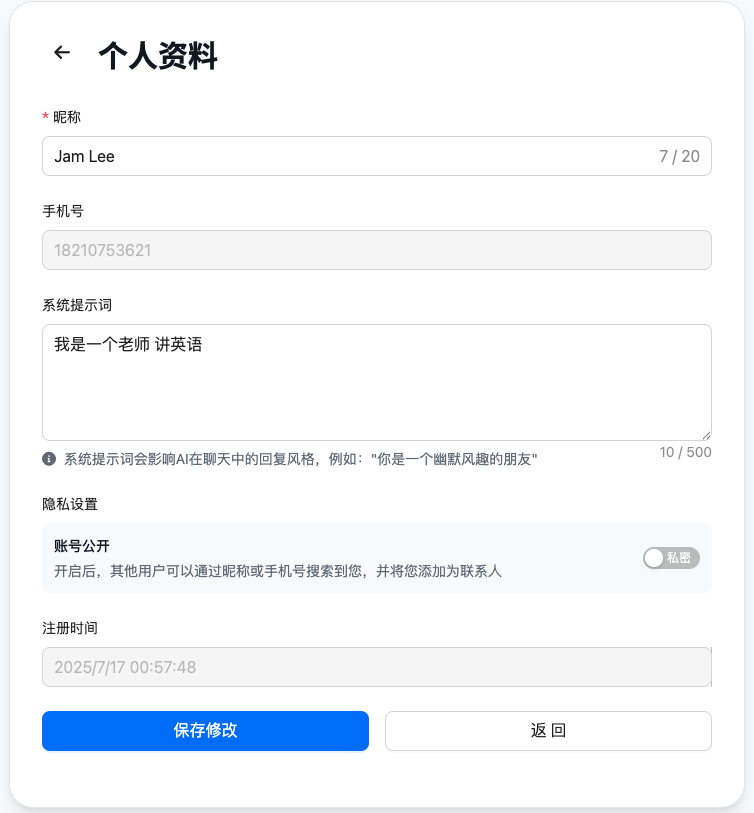 个人资料
* 昵称
Jam Lee
7 / 20
手机号
18210753621
系统提示词
我是一个老师 讲英语
10 / 500
系统提示词会影响AI在聊天中的回复风格，例如："你是一个幽默风趣的朋友"
隐私设置
账号公开
私密
开启后，其他用户可以通过昵称或手机号搜索到您，并将您添加为联系人
注册时间
2025/7/17 00:57:48
保存修改
返 回